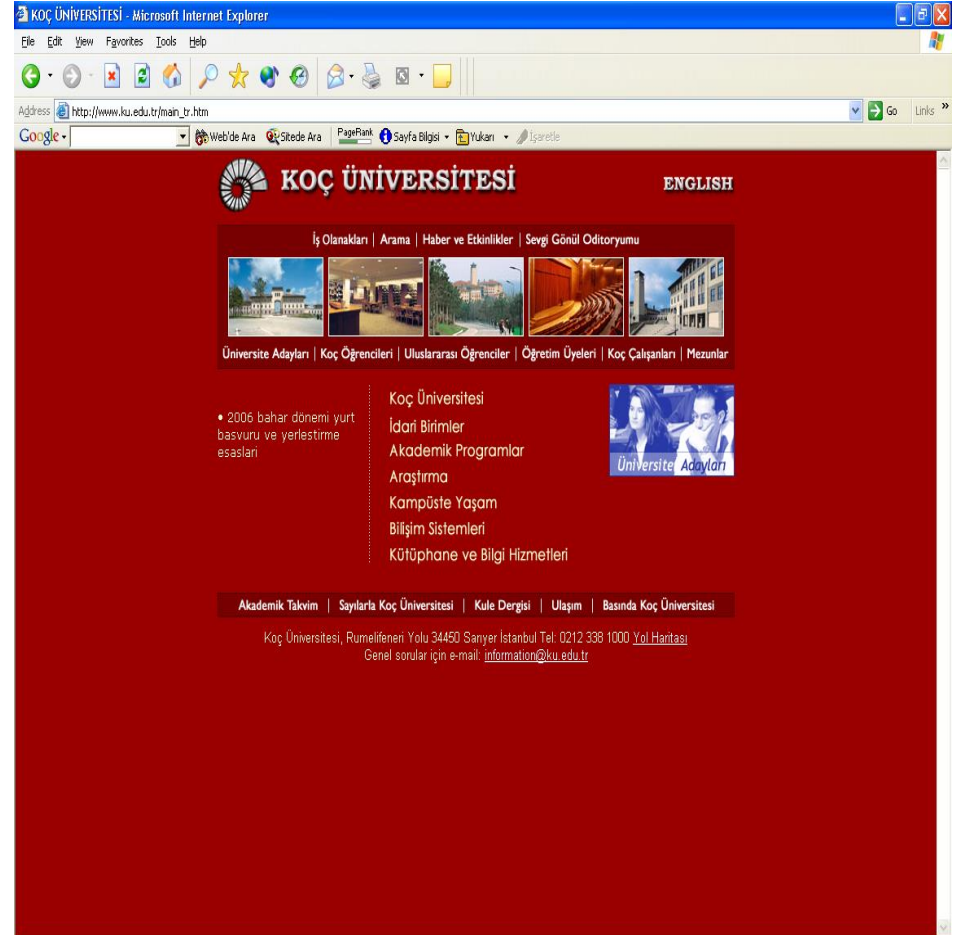 KOÇ ÜNİVERSİTESİ - Microsoft Internet Explorer
File Edit View Favorites Tools Help
Address http://www.ku.edu.tr/main_tr.htm Go Links »
Google Web'de Ara Sitede Ara PageRank Sayfa Bilgisi Yukarı İşaretle
KOÇ ÜNİVERSİTESİ ENGLISH
İş Olanakları | Arama | Haber ve Etkinlikler | Sevgi Gönül Oditoryumu
Üniversite Adayları | Koç Öğrencileri | Uluslararası Öğrenciler | Öğretim Üyeleri | Koç Çalışanları | Mezunlar
• 2006 bahar dönemi yurt
basvuru ve yerlestirme
esaslari
Koç Üniversitesi
İdari Birimler
Akademik Programlar
Araştırma
Kampüste Yaşam
Bilişim Sistemleri
Kütüphane ve Bilgi Hizmetleri
Üniversite Adayları
Akademik Takvim | Sayılarla Koç Üniversitesi | Kule Dergisi | Ulaşım | Basında Koç Üniversitesi
Koç Üniversitesi, Rumelifeneri Yolu 34450 Sarıyer İstanbul Tel: 0212 338 1000 Yol Haritası
Genel sorular için e-mail: information@ku.edu.tr